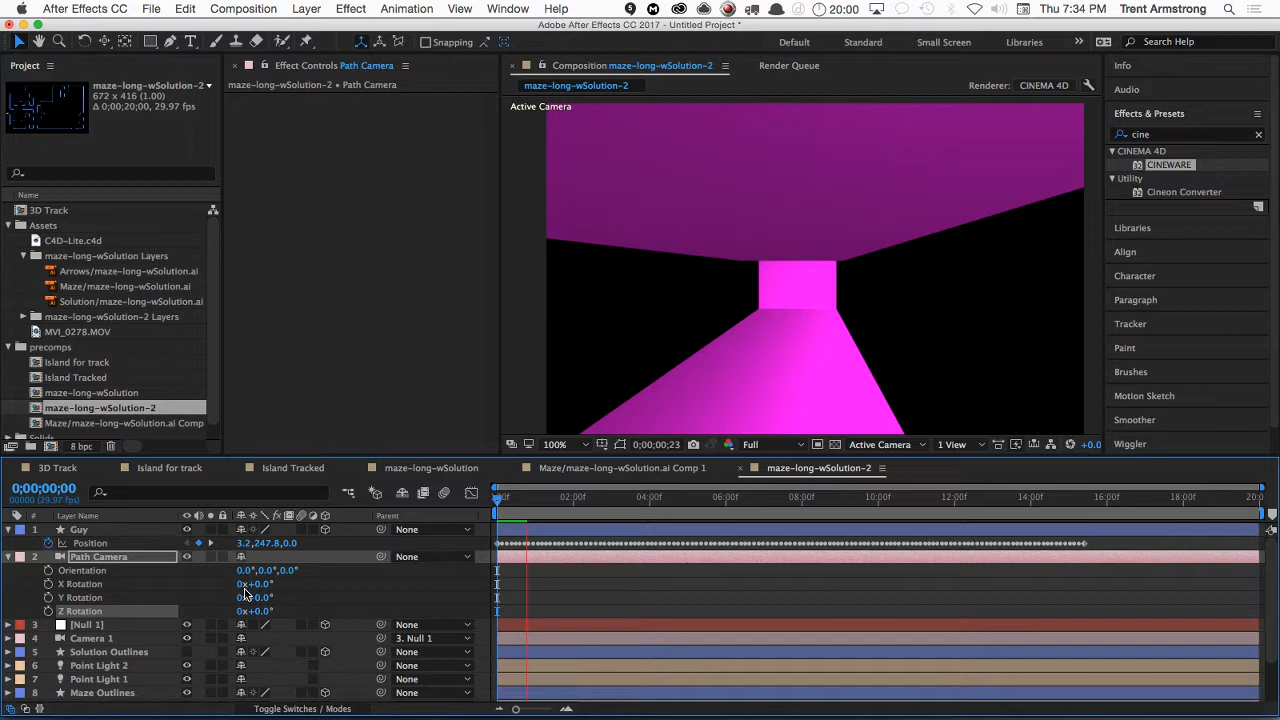 After Effects CC File Edit Composition Layer Effect Animation View Window Help 20:00 Thu 7:34 PM Trent Armstrong
Adobe After Effects CC 2017 - Untitled Project *
Snapping Default Standard Small Screen Libraries Search Help
Project
maze-long-wSolution-2
672 x 416 (1.00)
Δ 0;00;20;00, 29.97 fps
Name
3D Track
Assets
C4D-Lite.c4d
maze-long-wSolution Layers
Arrows/maze-long-wSolution.ai
Maze/maze-long-wSolution.ai
Solution/maze-long-wSolution.ai
maze-long-wSolution-2 Layers
MVI_0278.MOV
precomps
Island for track
Island Tracked
maze-long-wSolution
maze-long-wSolution-2
Maze/maze-long-wSolution.ai Comp
Solids
8 bpc
Effect Controls Path Camera
maze-long-wSolution-2 • Path Camera
Composition maze-long-wSolution-2 Render Queue
maze-long-wSolution-2 Renderer: CINEMA 4D
Active Camera
100% 0;00;00;23 Full Active Camera 1 View +0.0
Info
Audio
Effects & Presets
cine
CINEMA 4D
CINEWARE
Utility
Cineon Converter
Libraries
Align
Character
Paragraph
Tracker
Paint
Brushes
Motion Sketch
Smoother
Wiggler
3D Track Island for track Island Tracked maze-long-wSolution Maze/maze-long-wSolution.ai Comp 1 maze-long-wSolution-2
0;00;00;00
00000 (29.97 fps)
# Layer Name Parent
02:00f 04:00f 06:00f 08:00f 10:00f 12:00f 14:00f 16:00f 18:00f
1 Guy None
Position 3.2,247.8,0.0
2 Path Camera None
Orientation 0.0°,0.0°,0.0°
X Rotation 0x+0.0°
Y Rotation
Z Rotation 0x+0.0°
3 [Null 1] None
4 Camera 1 3. Null 1
5 Solution Outlines None
6 Point Light 2 None
7 Point Light 1 None
8 Maze Outlines None
Toggle Switches / Modes